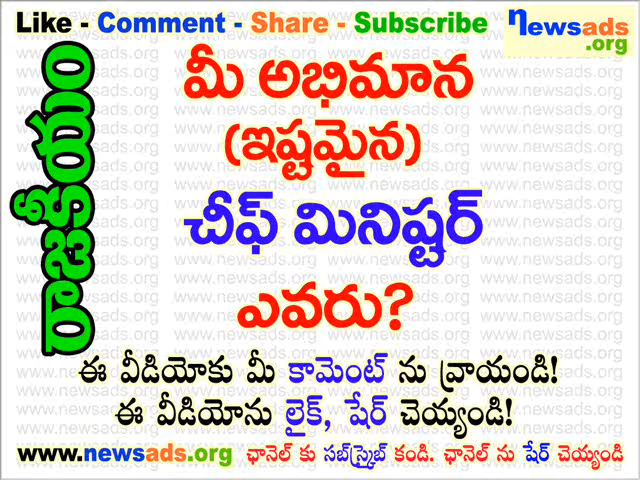 Like - Comment - Share - Subscribe
newsads
.org
రాజకీయం
మీ అభిమాన
(ఇష్టమైన)
చీఫ్ మినిష్టర్
ఎవరు?
ఈ వీడియోకు మీ కామెంట్ ను వ్రాయండి!
ఈ వీడియోను లైక్, షేర్ చెయ్యండి!
www.newsads.org ఛానెల్ కు సబ్‌స్క్రైబ్ కండి. ఛానెల్ ను షేర్ చెయ్యండి